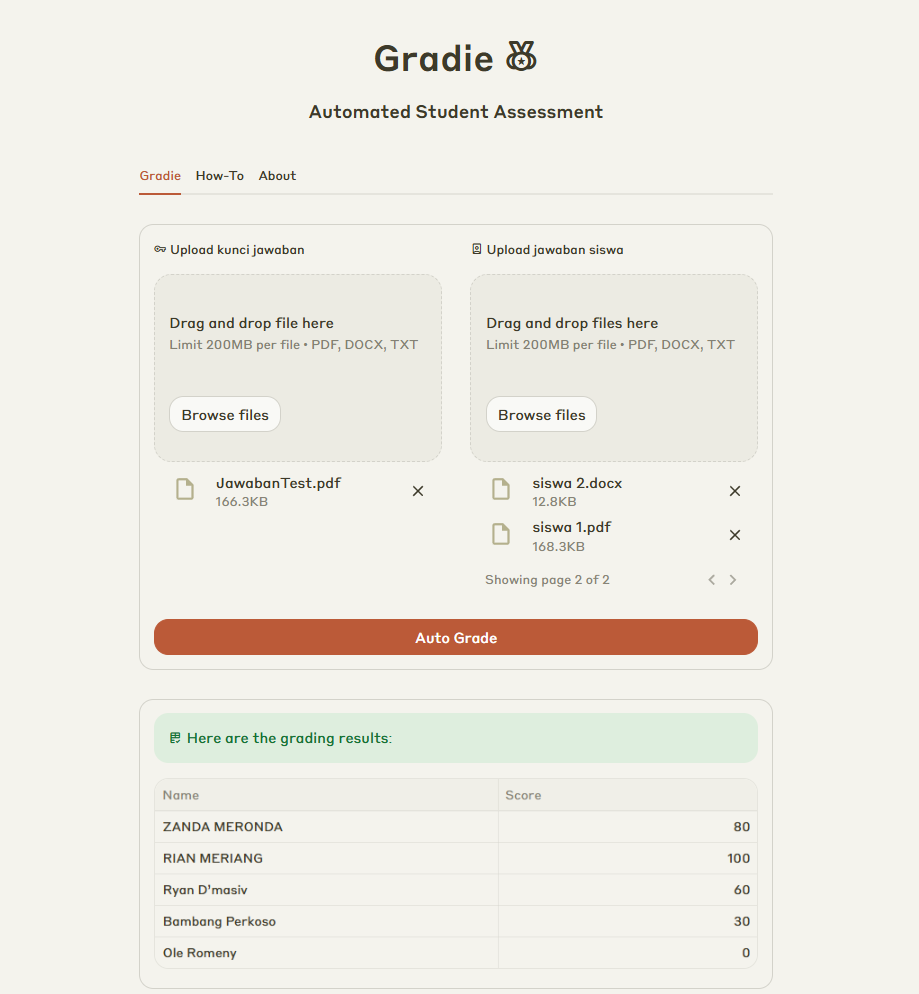 Gradie
Automated Student Assessment
Gradie How-To About
Upload kunci jawaban
Drag and drop file here
Limit 200MB per file • PDF, DOCX, TXT
Browse files
JawabanTest.pdf
166.3KB
Upload jawaban siswa
Drag and drop files here
Limit 200MB per file • PDF, DOCX, TXT
Browse files
siswa 2.docx
12.8KB
siswa 1.pdf
168.3KB
Showing page 2 of 2
Auto Grade
Here are the grading results:
Name Score
ZANDA MERONDA 80
RIAN MERIANG 100
Ryan D'masiv 60
Bambang Perkoso 30
Ole Romeny 0